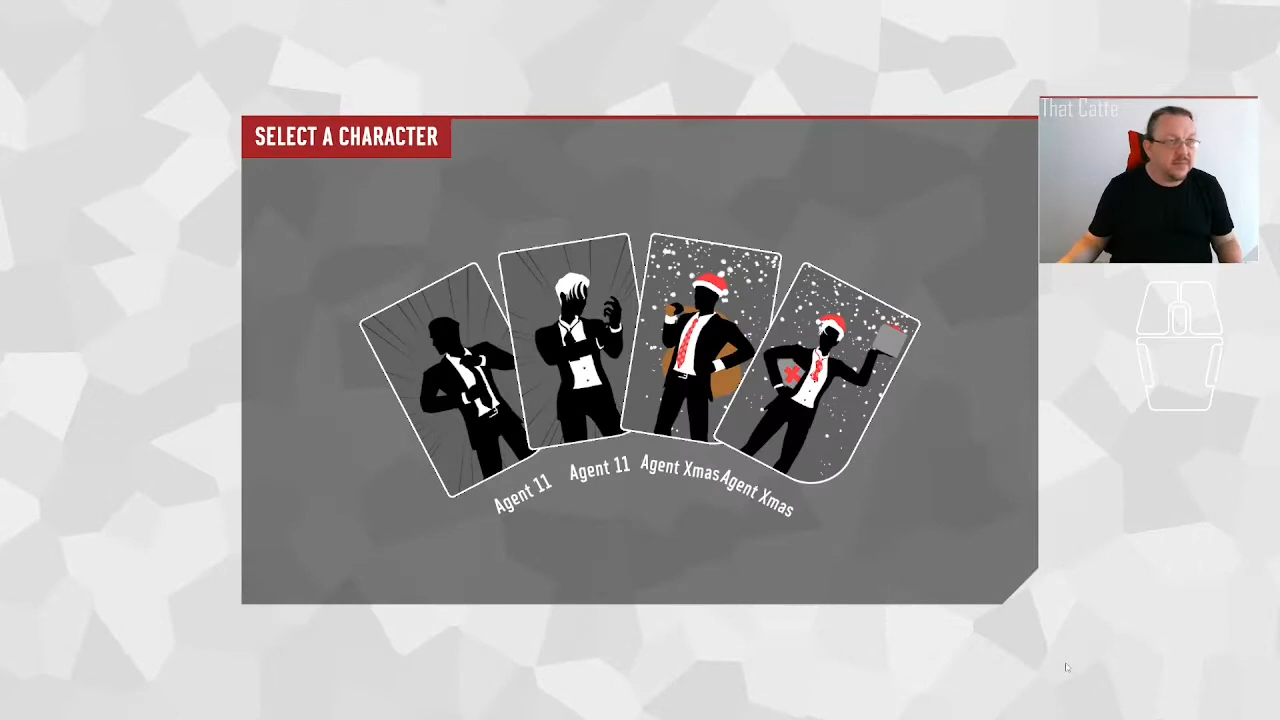 SELECT A CHARACTER
That Catte
Agent 11
Agent 11
Agent Xmas
Agent Xmas